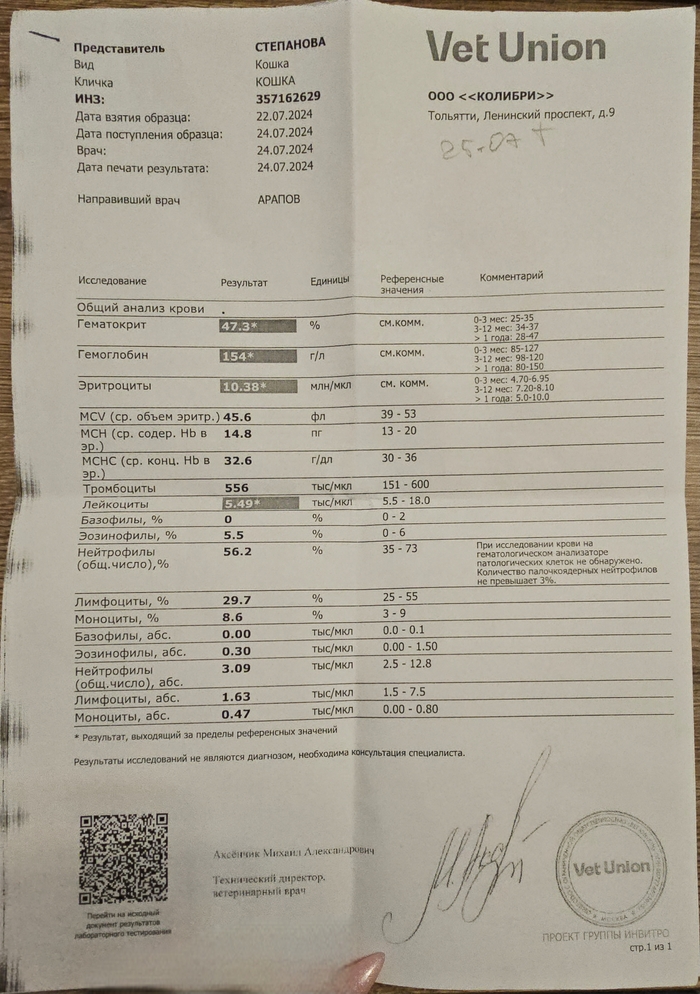 Представитель СТЕПАНОВА
Вид Кошка
Кличка КОШКА
ИНЗ: 357162629
Дата взятия образца: 22.07.2024
Дата поступления образца: 24.07.2024
Врач: 24.07.2024
Дата печати результата: 24.07.2024
Направивший врач АРАПОВ
Vet Union
ООО <<КОЛИБРИ>>
Тольятти, Ленинский проспект, д.9
25.07 т
Исследование Результат Единицы Референсные значения Комментарий
Общий анализ крови .
Гематокрит 47.3* % см.комм. 0-3 мес: 25-35
3-12 мес: 34-37
> 1 года: 28-47
Гемоглобин 154* г/л см.комм. 0-3 мес: 85-127
3-12 мес: 98-120
> 1 года: 80-150
Эритроциты 10.38* млн/мкл см. комм. 0-3 мес: 4.70-6.95
3-12 мес: 7.20-8.10
> 1 года: 5.0-10.0
MCV (ср. объем эритр.) 45.6 фл 39 - 53
MCH (ср. содер. Hb в эр.) 14.8 пг 13 - 20
MCHC (ср. конц. Hb в эр.) 32.6 г/дл 30 - 36
Тромбоциты 556 тыс/мкл 151 - 600
Лейкоциты 5.49* тыс/мкл 5.5 - 18.0
Базофилы, % 0 % 0 - 2
Эозинофилы, % 5.5 % 0 - 6
Нейтрофилы (общ.число),% 56.2 % 35 - 73 При исследовании крови на
гематологическом анализаторе
патологических клеток не обнаружено.
Количество палочкоядерных нейтрофилов
не превышает 3%.
Лимфоциты, % 29.7 % 25 - 55
Моноциты, % 8.6 % 3 - 9
Базофилы, абс. 0.00 тыс/мкл 0.0 - 0.1
Эозинофилы, абс. 0.30 тыс/мкл 0.00 - 1.50
Нейтрофилы (общ.число), абс. 3.09 тыс/мкл 2.5 - 12.8
Лимфоциты, абс. 1.63 тыс/мкл 1.5 - 7.5
Моноциты, абс. 0.47 тыс/мкл 0.00 - 0.80
* Результат, выходящий за пределы референсных значений
Результаты исследований не являются диагнозом, необходима консультация специалиста.
Перейти на исходный
документ результатов
лабораторного тестирования
Аксёнчик Михаил Александрович
Технический директор,
ветеринарный врач
Vet Union
ПРОЕКТ ГРУППЫ ИНВИТРО
стр.1 из 1